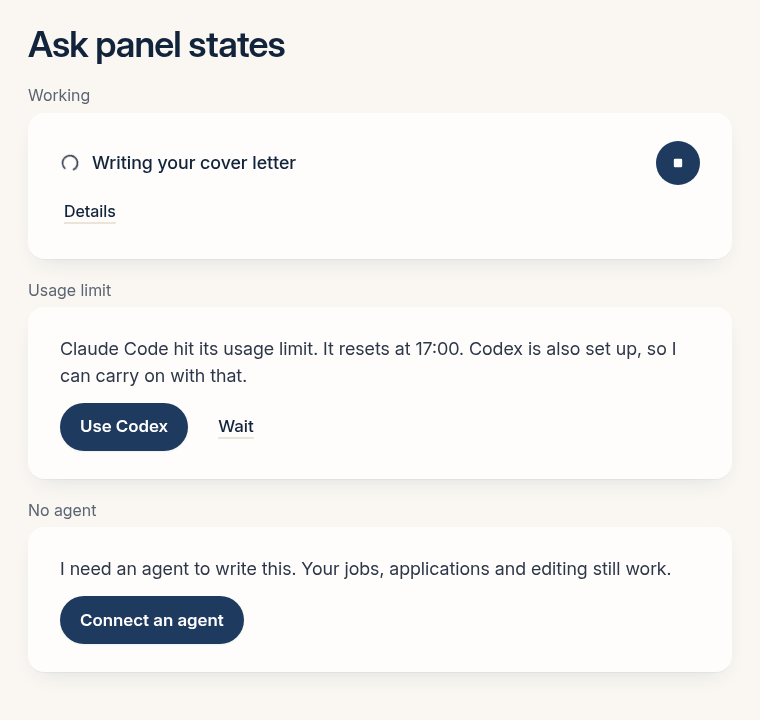 Ask panel states
Working
Writing your cover letter
Details
Usage limit
Claude Code hit its usage limit. It resets at 17:00. Codex is also set up, so I
can carry on with that.
Use Codex
Wait
No agent
I need an agent to write this. Your jobs, applications and editing still work.
Connect an agent